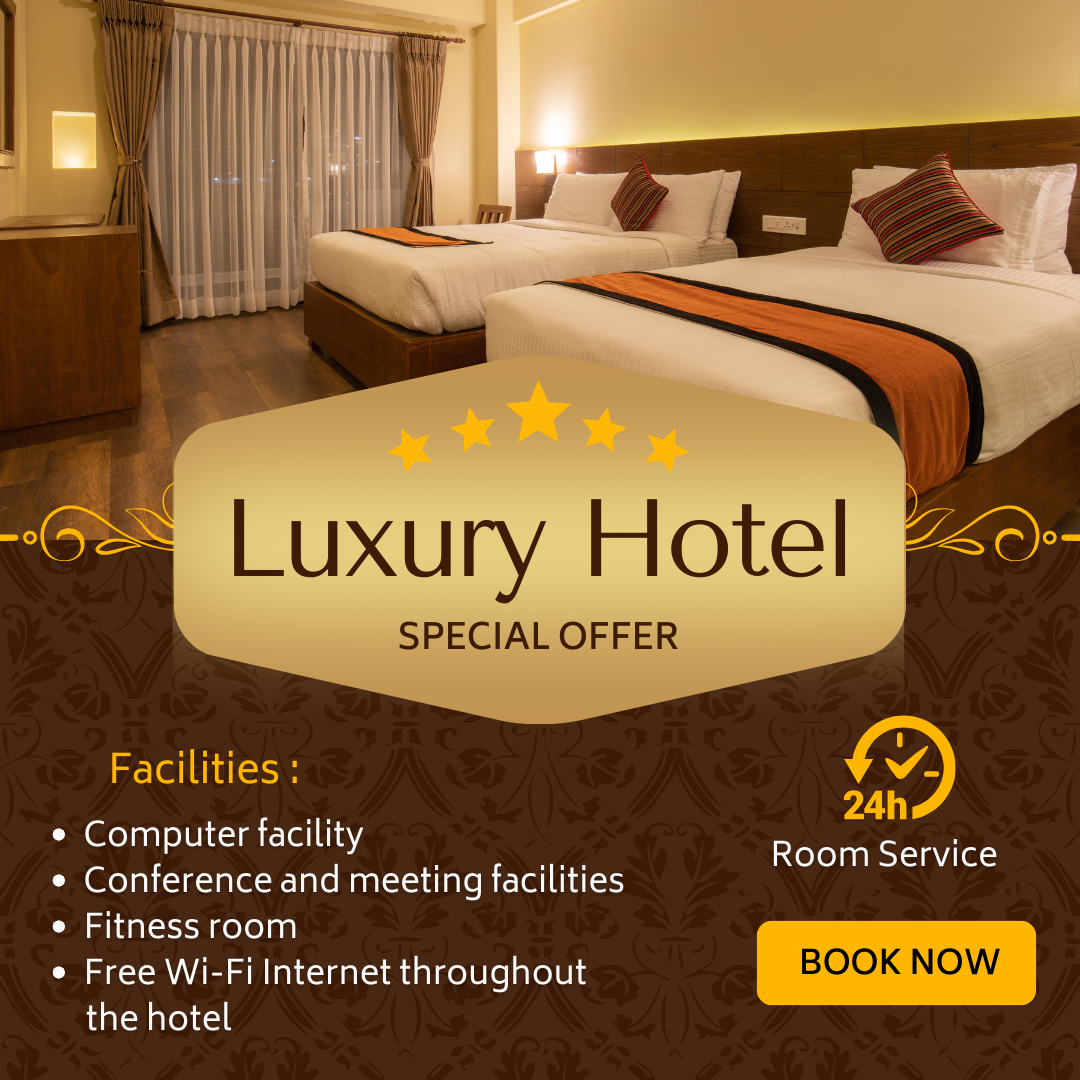 Luxury Hotel
SPECIAL OFFER
Facilities :
• Computer facility
• Conference and meeting facilities
• Fitness room
• Free Wi-Fi Internet throughout
the hotel
24h
Room Service
BOOK NOW